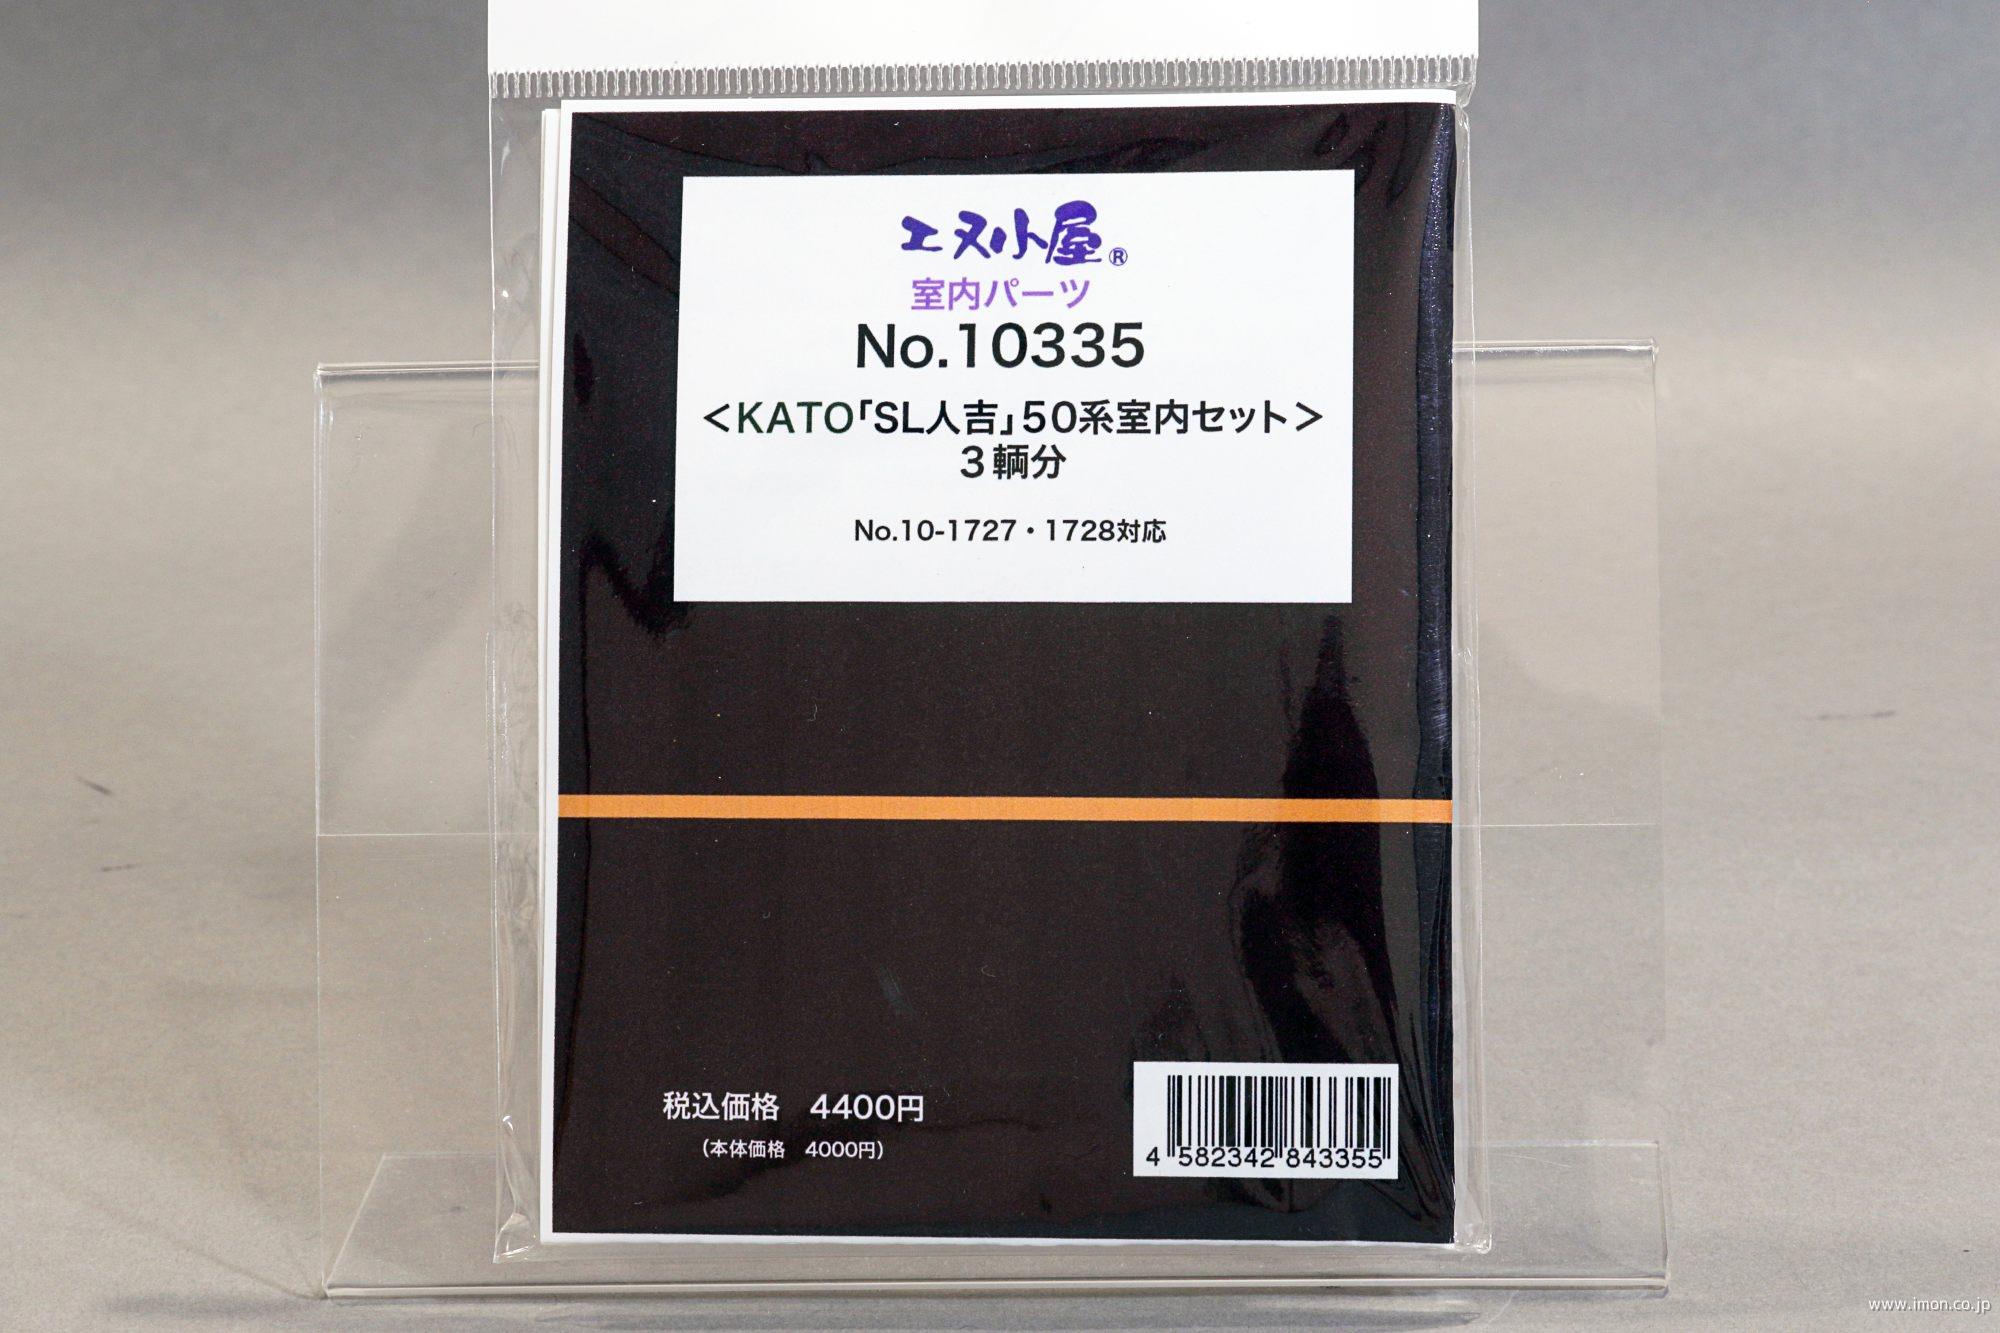 エヌ小屋®
室内パーツ
No.10335
＜KATO「SL人吉」50系室内セット＞
3輌分
No.10-1727・1728対応
税込価格　4400円
（本体価格　4000円）
4 582342 843355
www.imon.co.jp